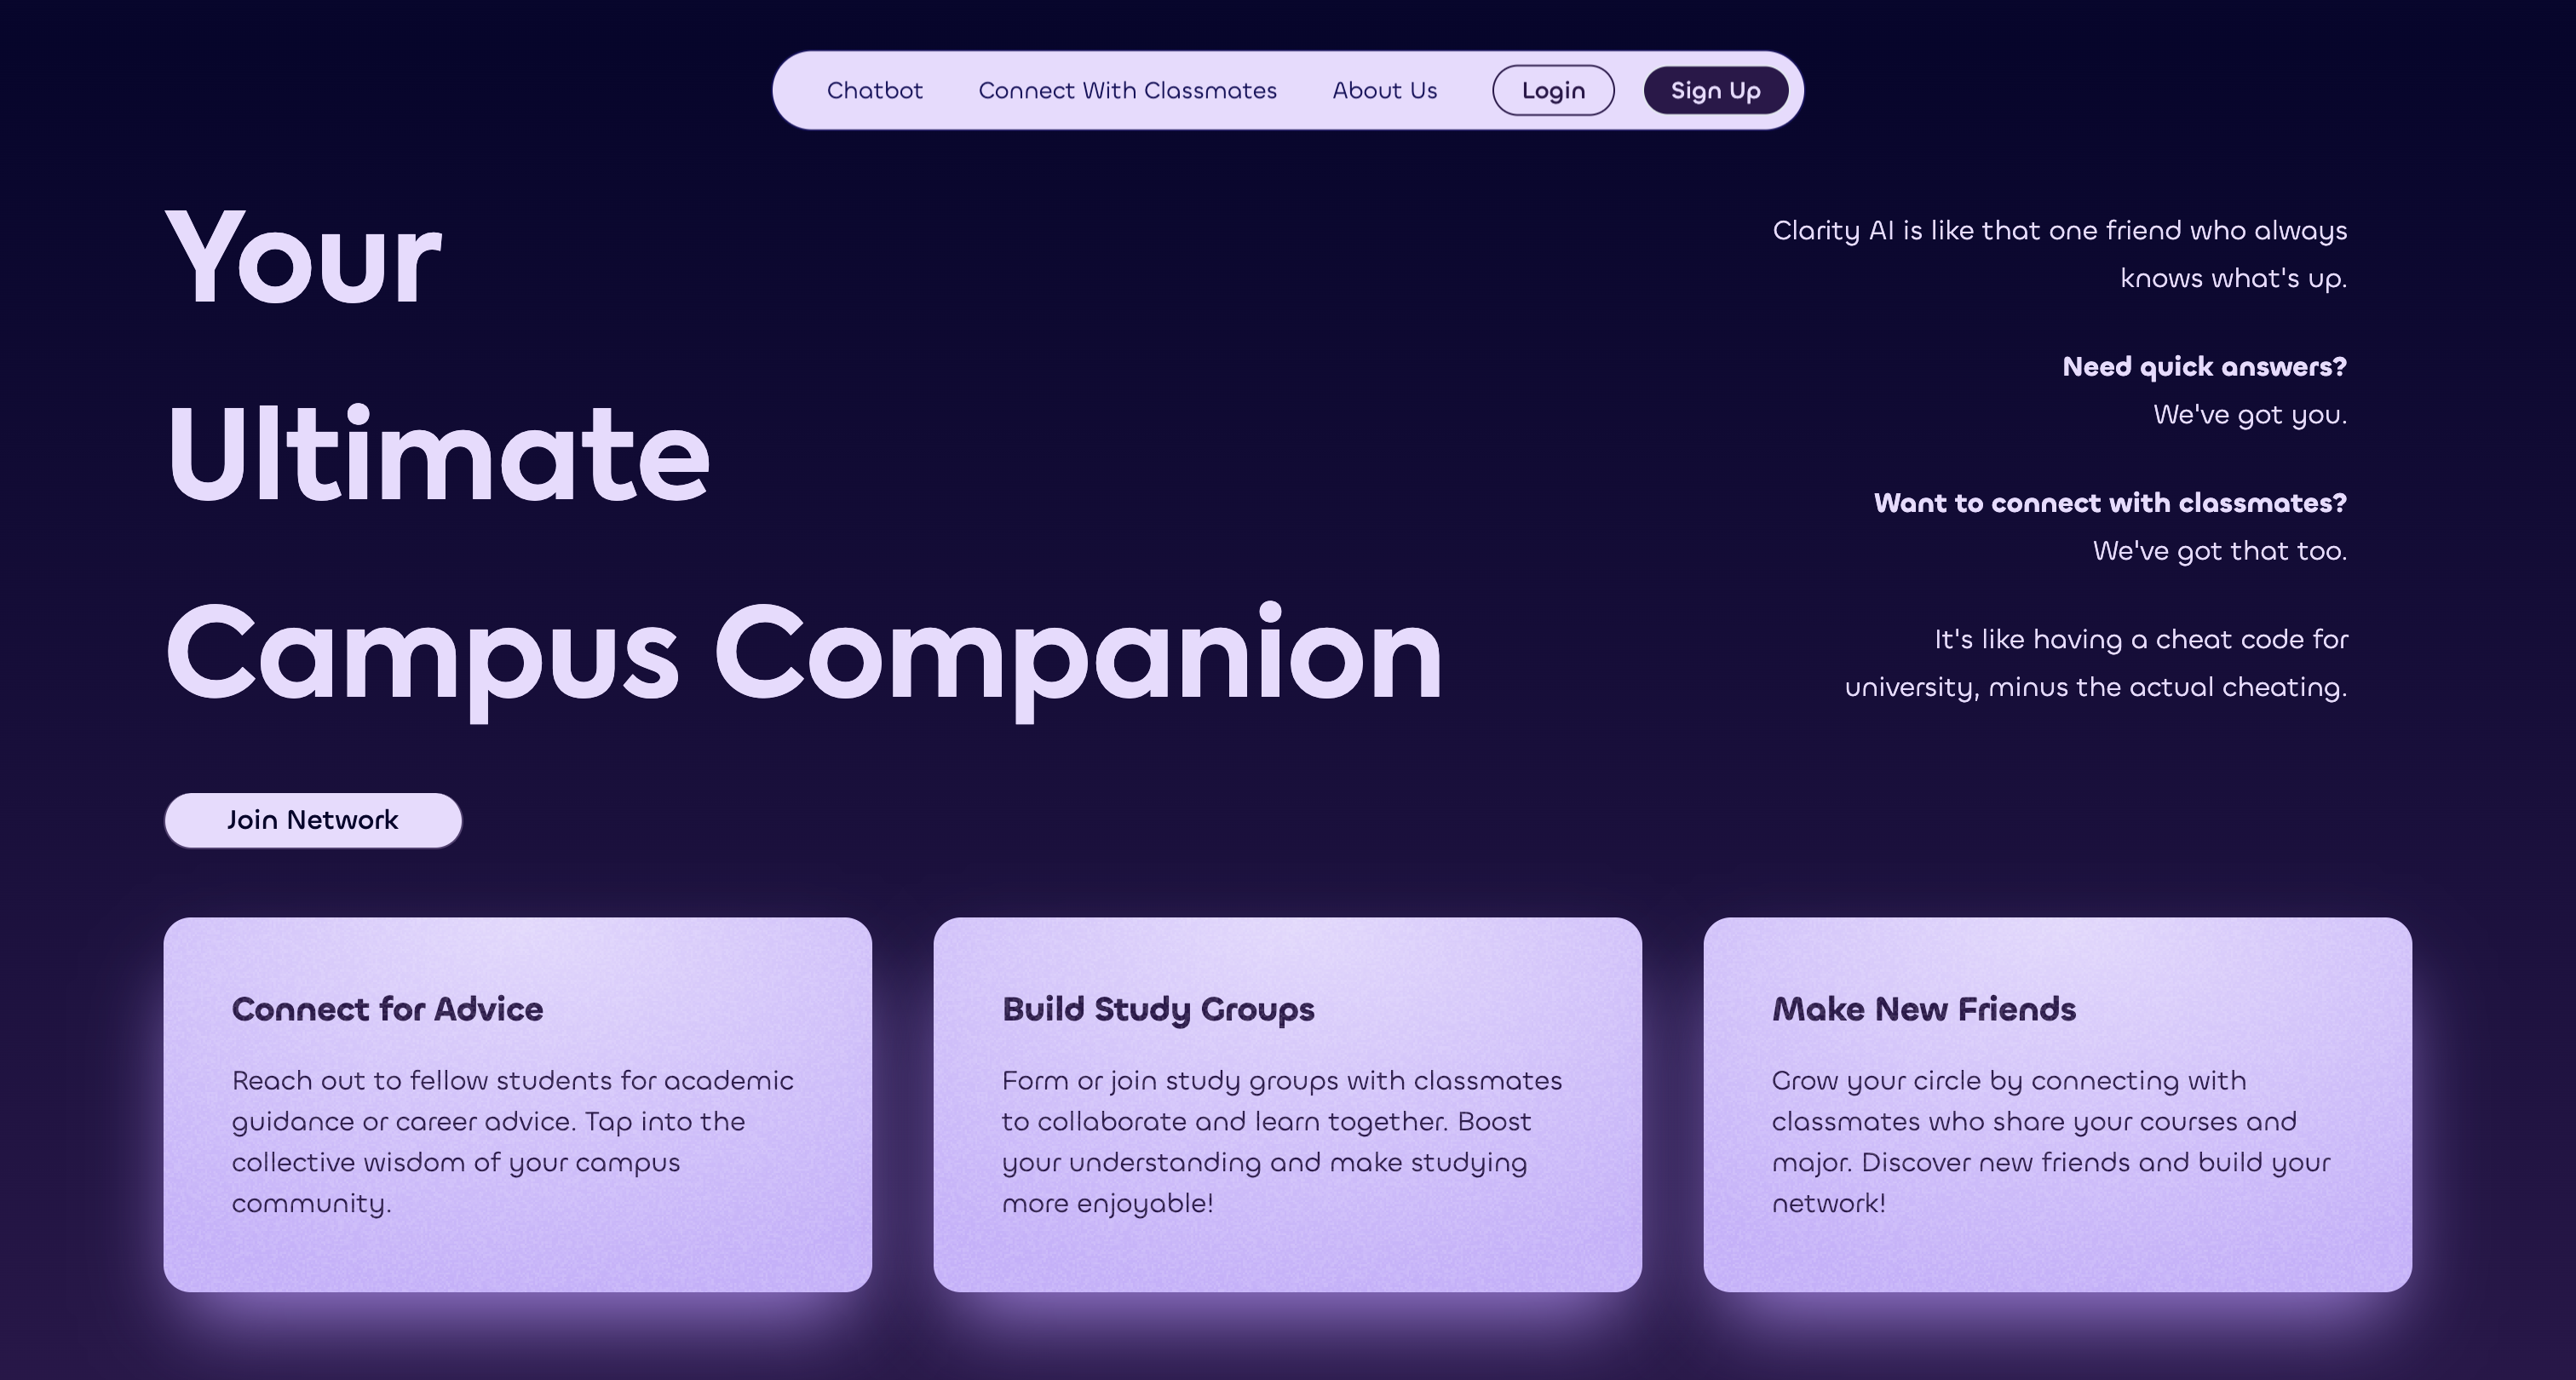 Chatbot
Connect With Classmates
About Us
Login
Sign Up
Your
Ultimate
Campus Companion
Clarity AI is like that one friend who always
knows what's up.
Need quick answers?
We've got you.
Want to connect with classmates?
We've got that too.
It's like having a cheat code for
university, minus the actual cheating.
Join Network
Connect for Advice
Reach out to fellow students for academic
guidance or career advice. Tap into the
collective wisdom of your campus
community.
Build Study Groups
Form or join study groups with classmates
to collaborate and learn together. Boost
your understanding and make studying
more enjoyable!
Make New Friends
Grow your circle by connecting with
classmates who share your courses and
major. Discover new friends and build your
network!